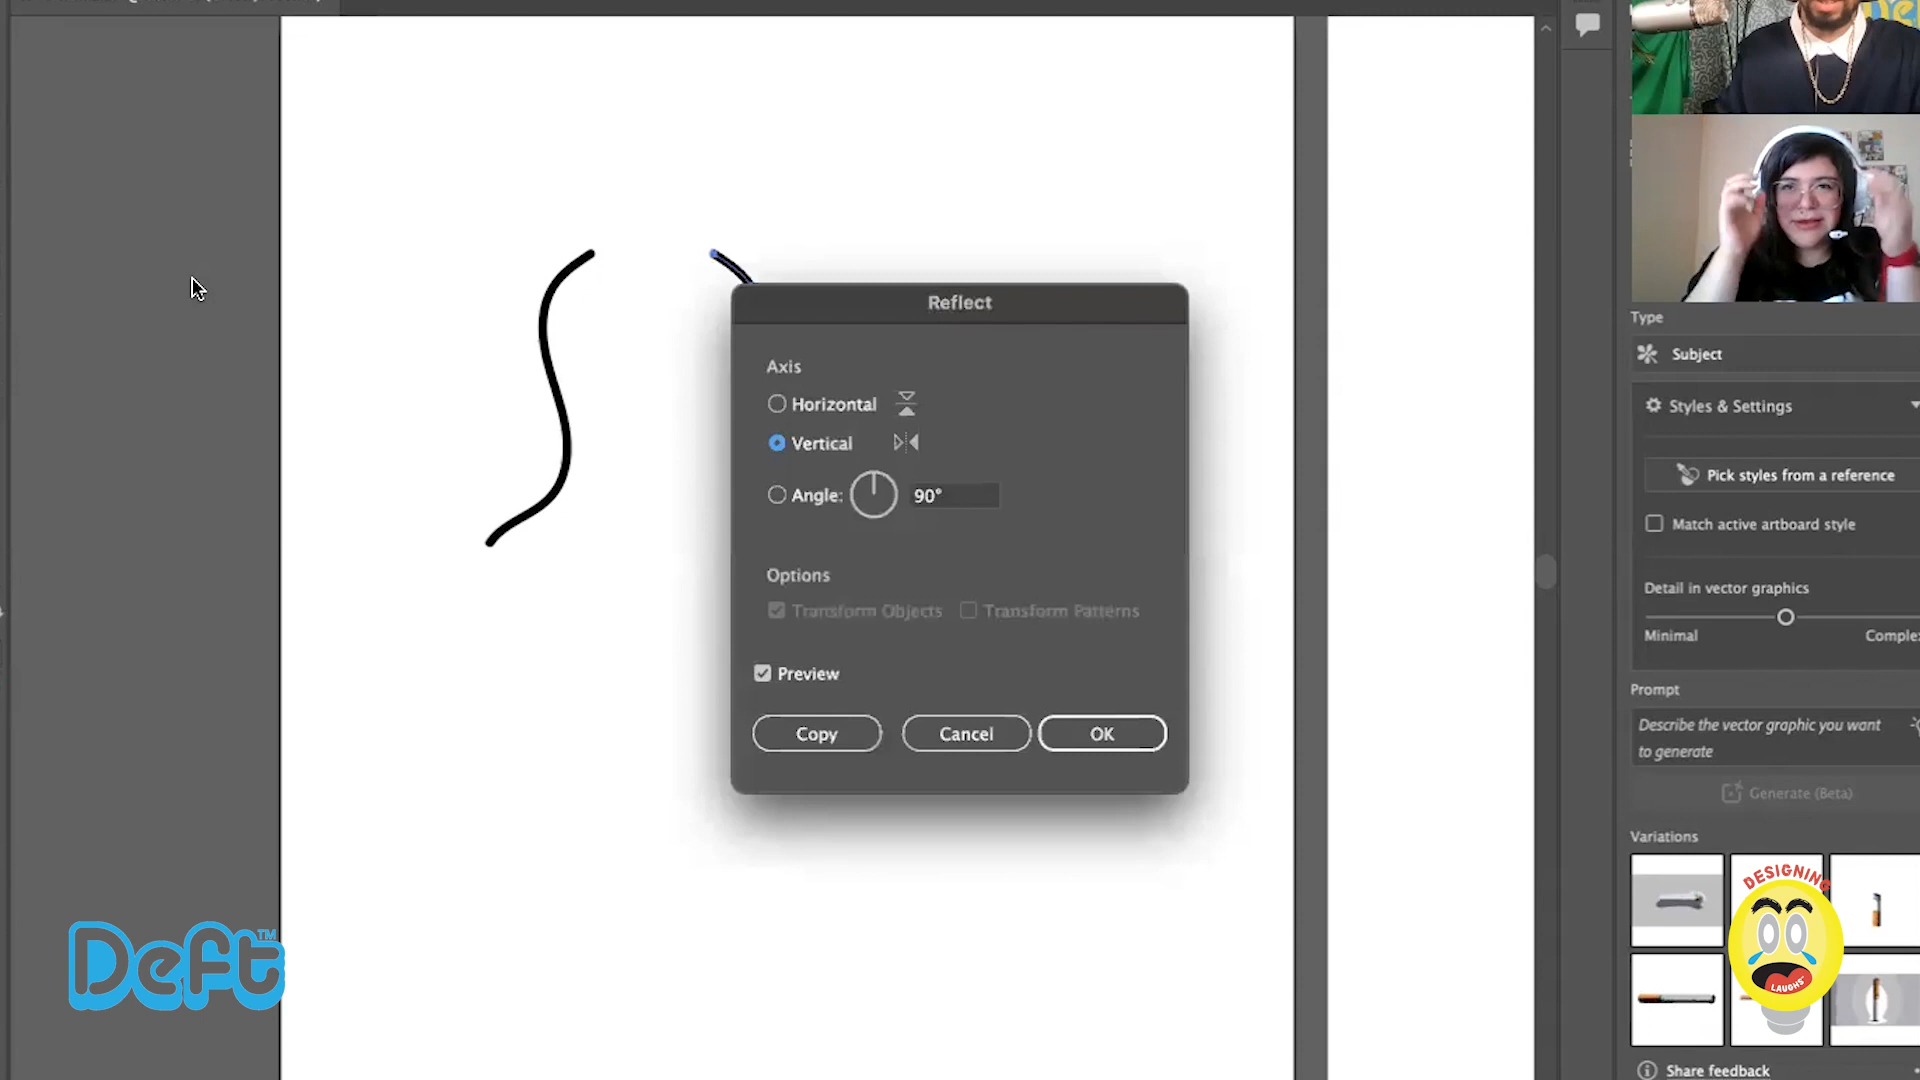 Reflect
Axis
Horizontal
Vertical
Angle: 90°
Options
Transform Objects Transform Patterns
Preview
Copy Cancel OK
Type
Subject
Styles & Settings
Pick styles from a reference
Match active artboard style
Detail in vector graphics
Minimal Complex
Prompt
Describe the vector graphic you want
to generate
Generate (Beta)
Variations
Share feedback
Deft™
DESIGNING
LAUGHS